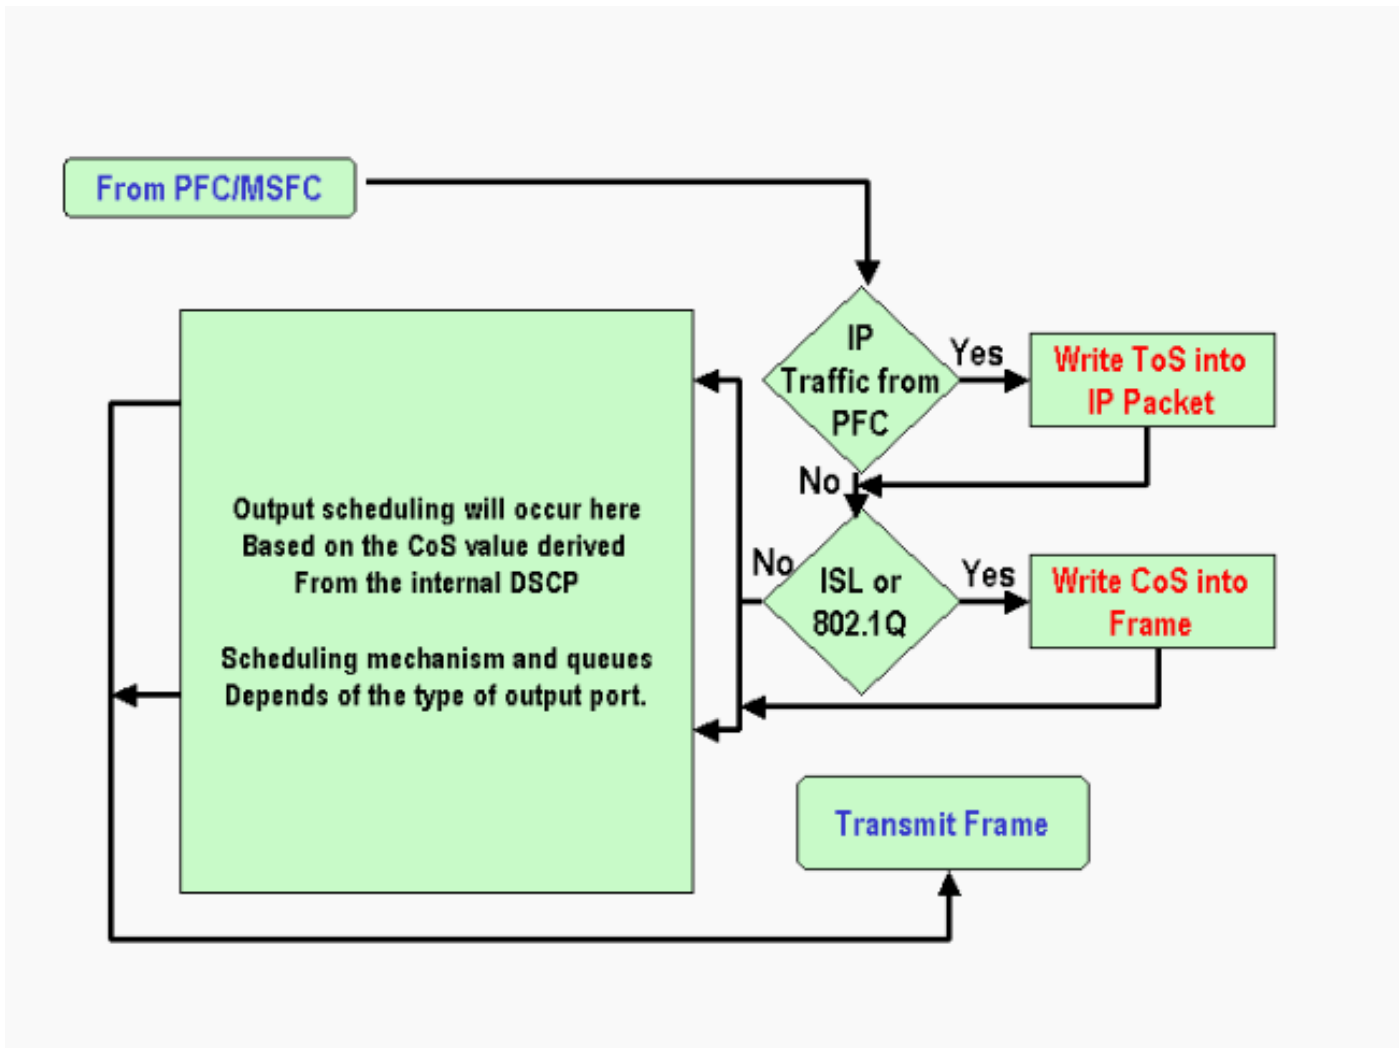 From PFC/MSFC
IP
Traffic from
PFC
Yes
Write ToS into
IP Packet
No
ISL or
802.1Q
Yes
Write CoS into
Frame
No
Output scheduling will occur here
Based on the CoS value derived
From the internal DSCP
Scheduling mechanism and queues
Depends of the type of output port.
Transmit Frame